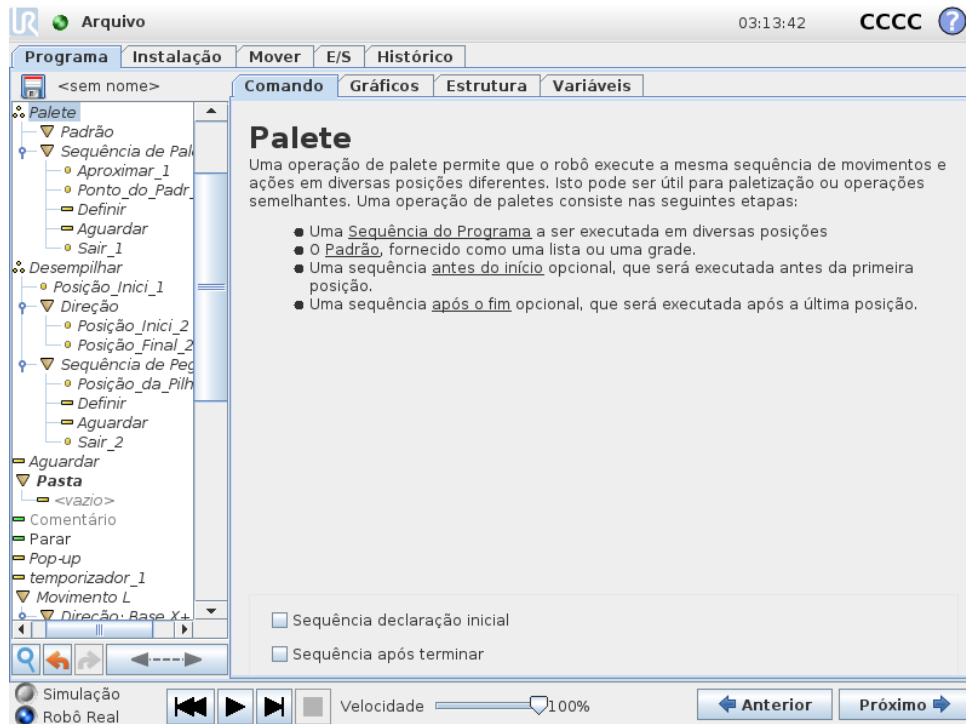 UR Arquivo 03:13:42 CCCC ?
Programa Instalação Mover E/S Histórico
<sem nome>
Comando Gráficos Estrutura Variáveis
Palete
Padrão
Sequência de Pal
Aproximar_1
Ponto_do_Padr_
Definir
Aguardar
Sair_1
Desempilhar
Posição_Inici_1
Direção
Posição_Inici_2
Posição_Final_2
Sequência de Peg
Posição_da_Pilh
Definir
Aguardar
Sair_2
Aguardar
Pasta
<vazio>
Comentário
Parar
Pop-up
temporizador_1
Movimento L
Direção: Base X+
Palete
Uma operação de palete permite que o robô execute a mesma sequência de movimentos e
ações em diversas posições diferentes. Isto pode ser útil para paletização ou operações
semelhantes. Uma operação de paletes consiste nas seguintes etapas:
Uma Sequência do Programa a ser executada em diversas posições
O Padrão, fornecido como uma lista ou uma grade.
Uma sequência antes do início opcional, que será executada antes da primeira
posição.
Uma sequência após o fim opcional, que será executada após a última posição.
Sequência declaração inicial
Sequência após terminar
Simulação
Robô Real
Velocidade 100%
Anterior Próximo